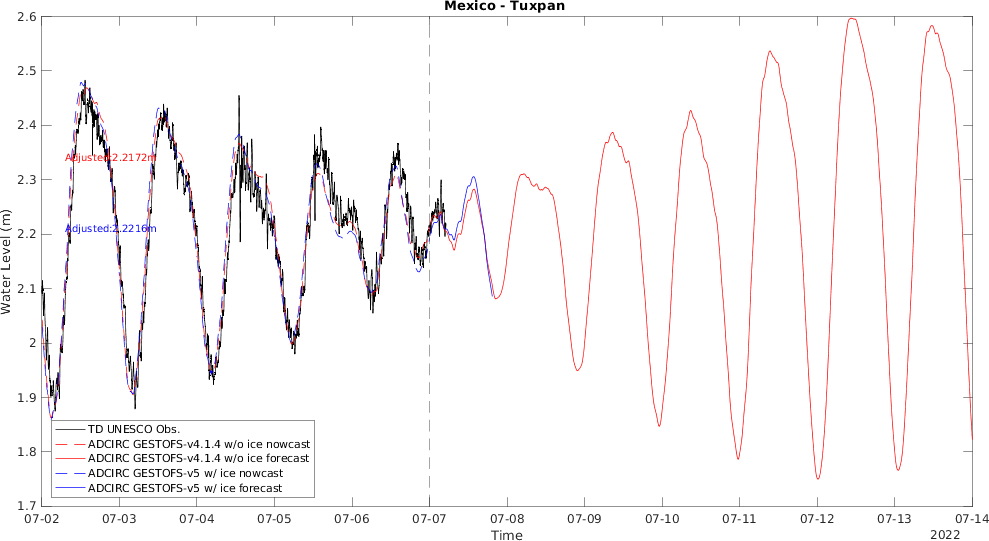 Mexico - Tuxpan
2.6
2.5
2.4
2.3
2.2
2.1
2
1.9
1.8
1.7
Water Level (m)
Adjusted:2.2172m
Adjusted:2.2216m
TD UNESCO Obs.
ADCIRC GESTOFS-v4.1.4 w/o ice nowcast
ADCIRC GESTOFS-v4.1.4 w/o ice forecast
ADCIRC GESTOFS-v5 w/ ice nowcast
ADCIRC GESTOFS-v5 w/ ice forecast
07-02 07-03 07-04 07-05 07-06 07-07 07-08 07-09 07-10 07-11 07-12 07-13 07-14
Time
2022